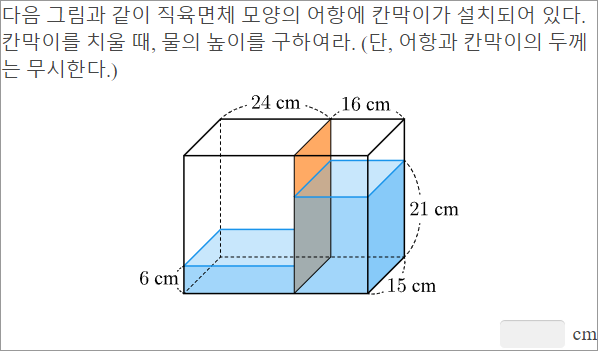 다음 그림과 같이 직육면체 모양의 어항에 칸막이가 설치되어 있다.
칸막이를 치울 때, 물의 높이를 구하여라. (단, 어항과 칸막이의 두께
는 무시한다.)
24 cm
16 cm
21 cm
6 cm
15 cm
cm